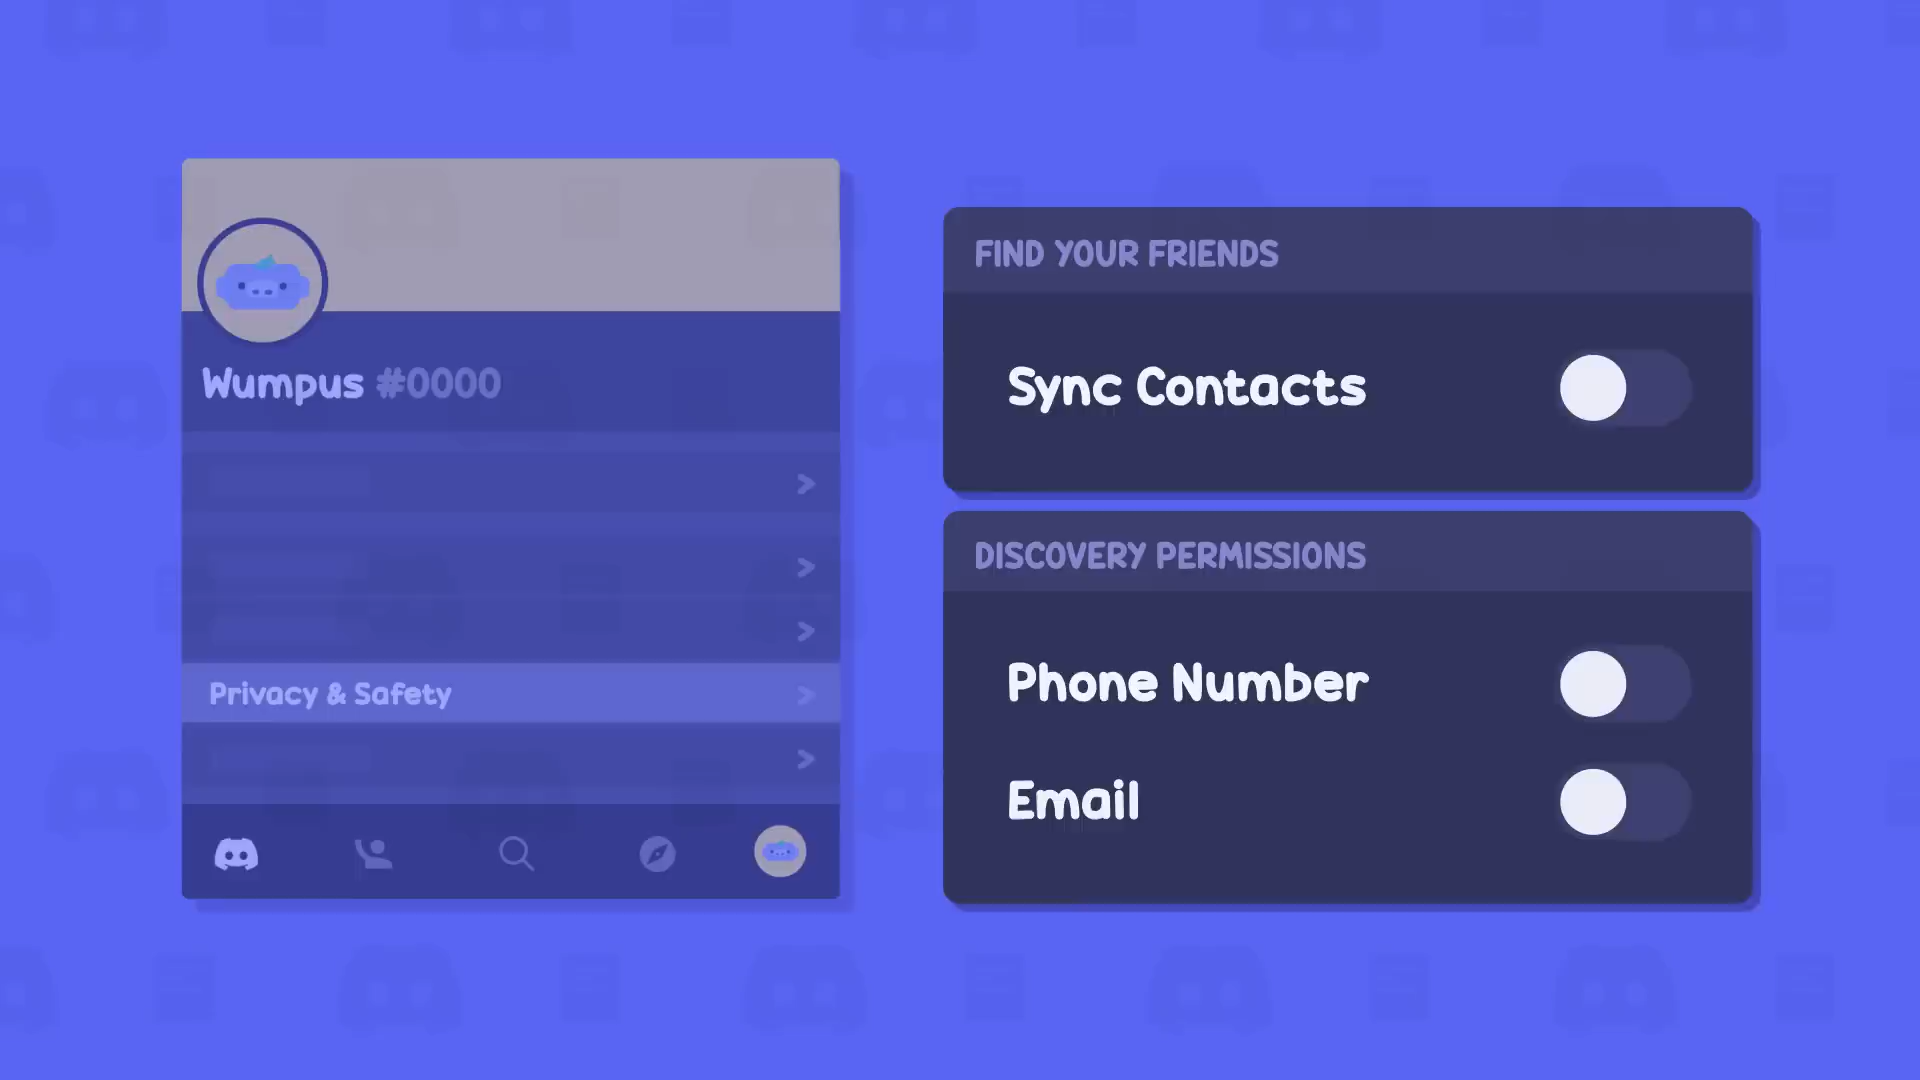 Wumpus #0000
Privacy & Safety
FIND YOUR FRIENDS
Sync Contacts
DISCOVERY PERMISSIONS
Phone Number
Email